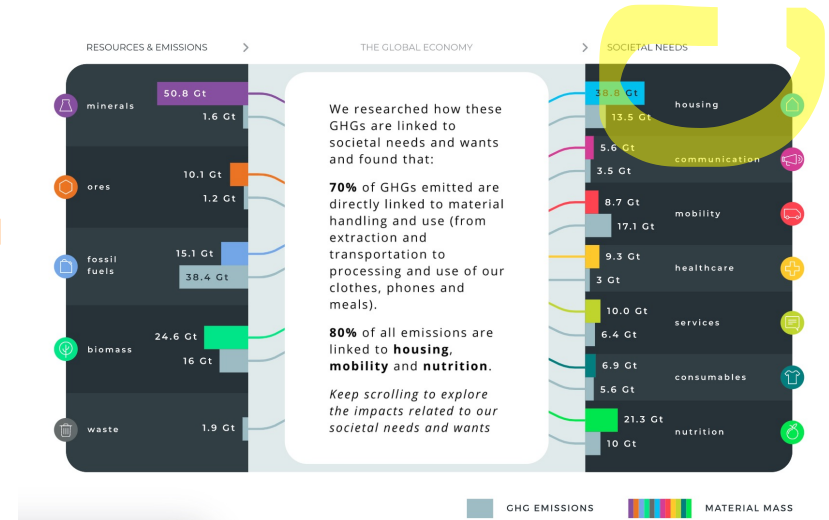 RESOURCES & EMISSIONS >
THE GLOBAL ECONOMY >
SOCIETAL NEEDS
minerals
50.8 Gt
1.6 Gt
ores
10.1 Gt
1.2 Gt
fossil
fuels
15.1 Gt
38.4 Gt
biomass
24.6 Gt
16 Gt
waste
1.9 Gt
We researched how these
GHGs are linked to
societal needs and wants
and found that:
70% of GHGs emitted are
directly linked to material
handling and use (from
extraction and
transportation to
processing and use of our
clothes, phones and
meals).
80% of all emissions are
linked to housing,
mobility and nutrition.
Keep scrolling to explore
the impacts related to our
societal needs and wants
38.8 Gt
13.5 Gt
housing
5.6 Gt
3.5 Gt
communication
8.7 Gt
17.1 Gt
mobility
9.3 Gt
3 Gt
healthcare
10.0 Gt
6.4 Gt
services
6.9 Gt
5.6 Gt
consumables
21.3 Gt
10 Gt
nutrition
GHG EMISSIONS
MATERIAL MASS